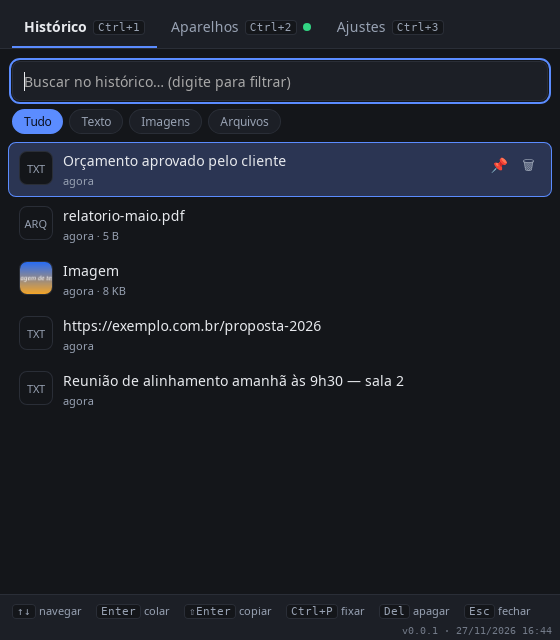 Histórico Ctrl+1 Aparelhos Ctrl+2 Ajustes Ctrl+3
Buscar no histórico... (digite para filtrar)
Tudo Texto Imagens Arquivos
TXT Orçamento aprovado pelo cliente
agora
ARQ relatorio-maio.pdf
agora · 5 B
Imagem
agora · 8 KB
TXT https://exemplo.com.br/proposta-2026
agora
TXT Reunião de alinhamento amanhã às 9h30 — sala 2
agora
↑↓ navegar Enter colar ⇧Enter copiar Ctrl+P fixar Del apagar Esc fechar
v0.0.1 · 27/11/2026 16:44